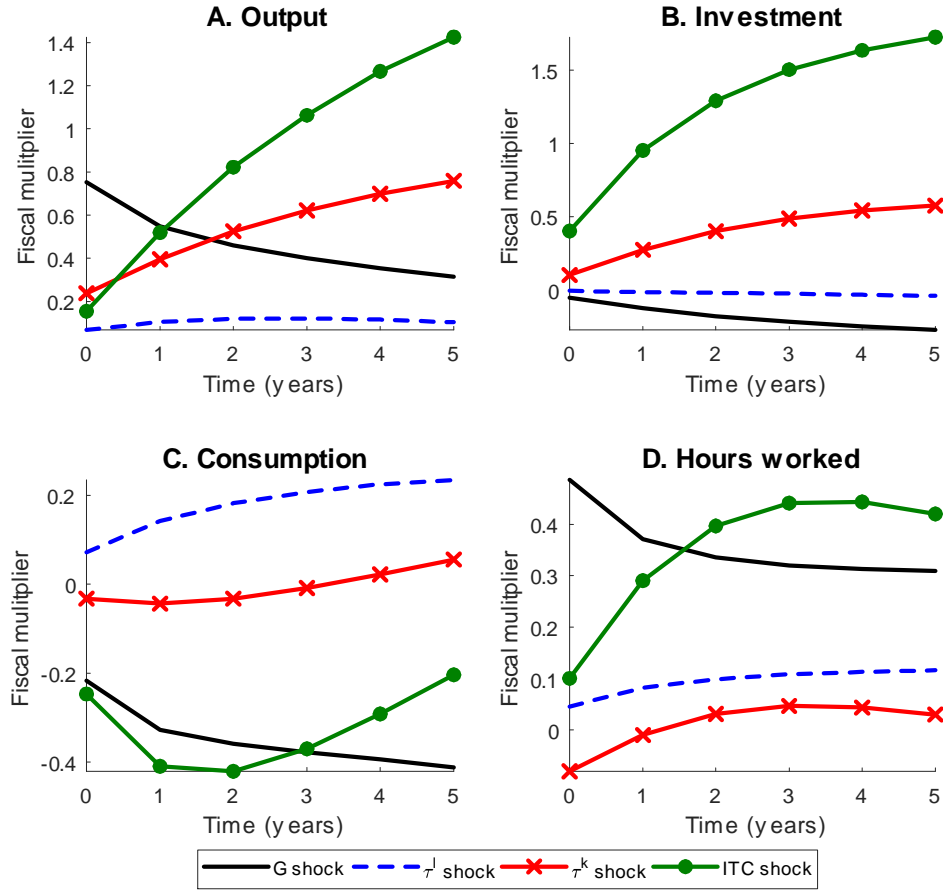 A. Output
1.4
1.2
1
0.8
0.6
0.4
0.2
Fiscal mulitplier
0 1 2 3 4 5
Time (years)
B. Investment
1.5
1
0.5
0
Fiscal mulitplier
0 1 2 3 4 5
Time (years)
C. Consumption
0.2
0
-0.2
-0.4
Fiscal mulitplier
0 1 2 3 4 5
Time (years)
D. Hours worked
0.4
0.3
0.2
0.1
0
Fiscal mulitplier
0 1 2 3 4 5
Time (years)
G shock τ^l shock τ^k shock ITC shock